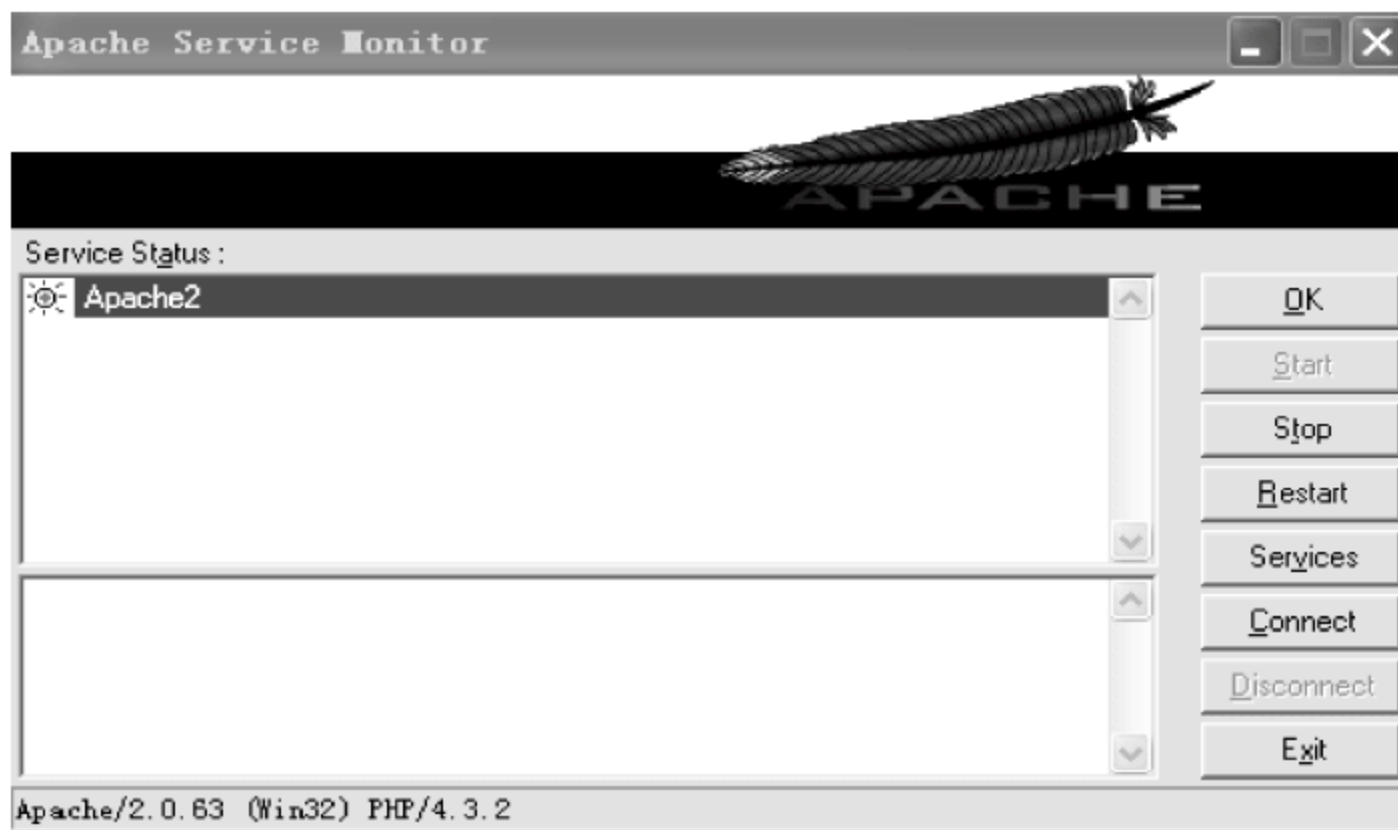 Apache Service Monitor
APACHE
Service Status :
Apache2
OK
Start
Stop
Restart
Services
Connect
Disconnect
Exit
Apache/2.0.63 (Win32) PHP/4.3.2